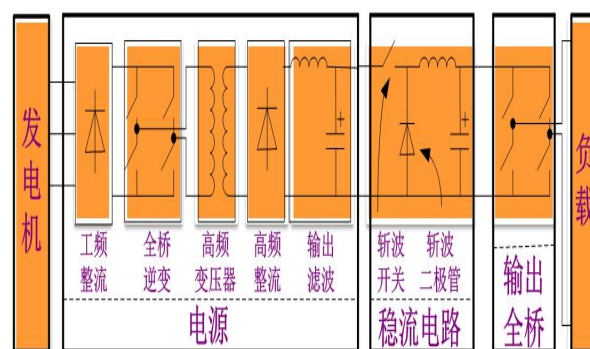 发电机
工频
整流
全桥
逆变
高频
变压器
高频
整流
输出
滤波
电源
斩波
开关
斩波
二极管
稳流电路
输出
全桥
负载